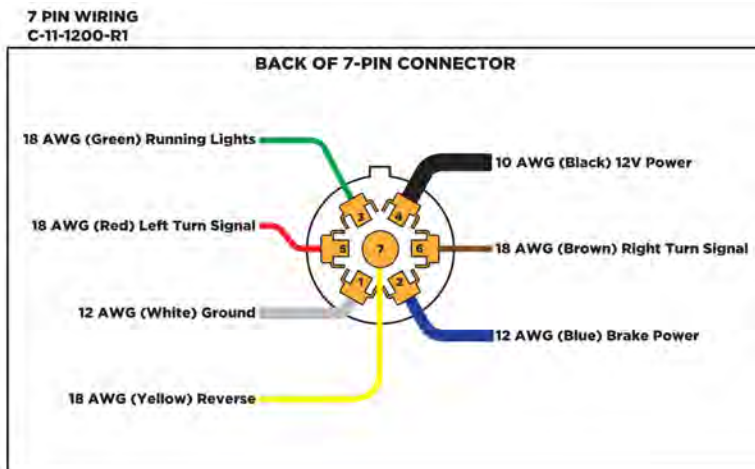 7 PIN WIRING
C-11-1200-R1
BACK OF 7-PIN CONNECTOR
18 AWG (Green) Running Lights
10 AWG (Black) 12V Power
3
4
18 AWG (Red) Left Turn Signal
5
7
6
18 AWG (Brown) Right Turn Signal
1
2
12 AWG (White) Ground
12 AWG (Blue) Brake Power
18 AWG (Yellow) Reverse